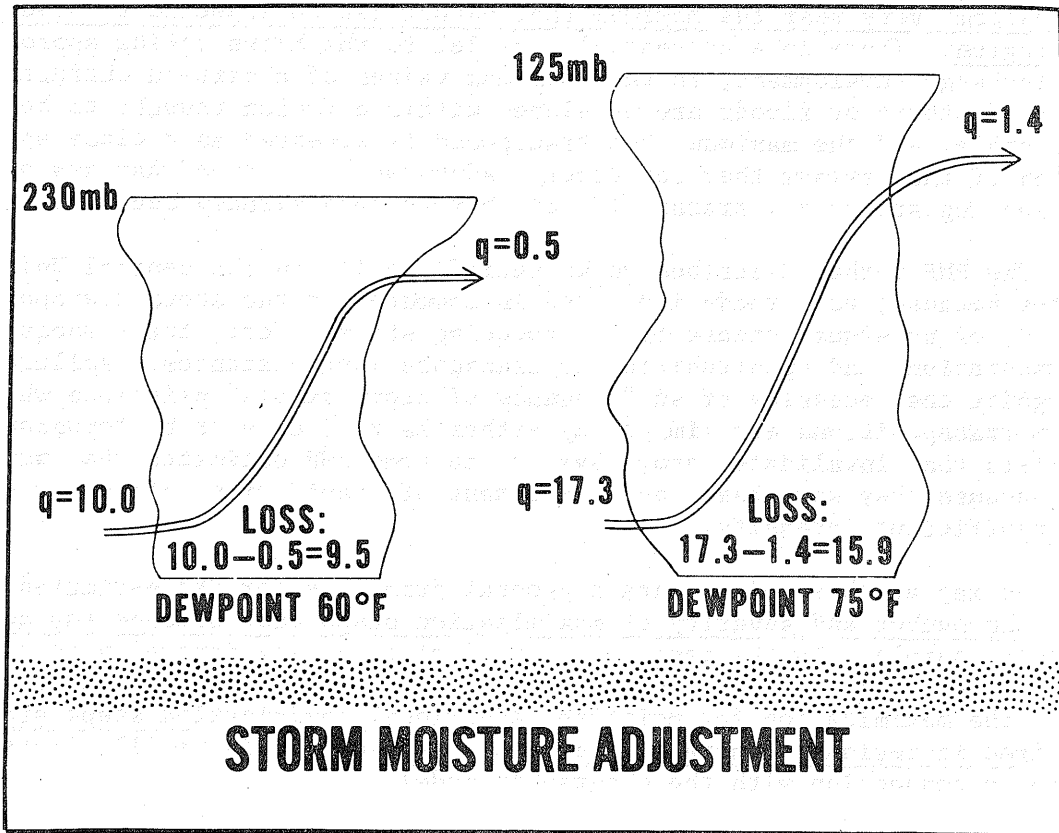 230mb
q=0.5
q=10.0
LOSS:
10.0–0.5=9.5
DEWPOINT 60°F
125mb
q=1.4
q=17.3
LOSS:
17.3–1.4=15.9
DEWPOINT 75°F
STORM MOISTURE ADJUSTMENT